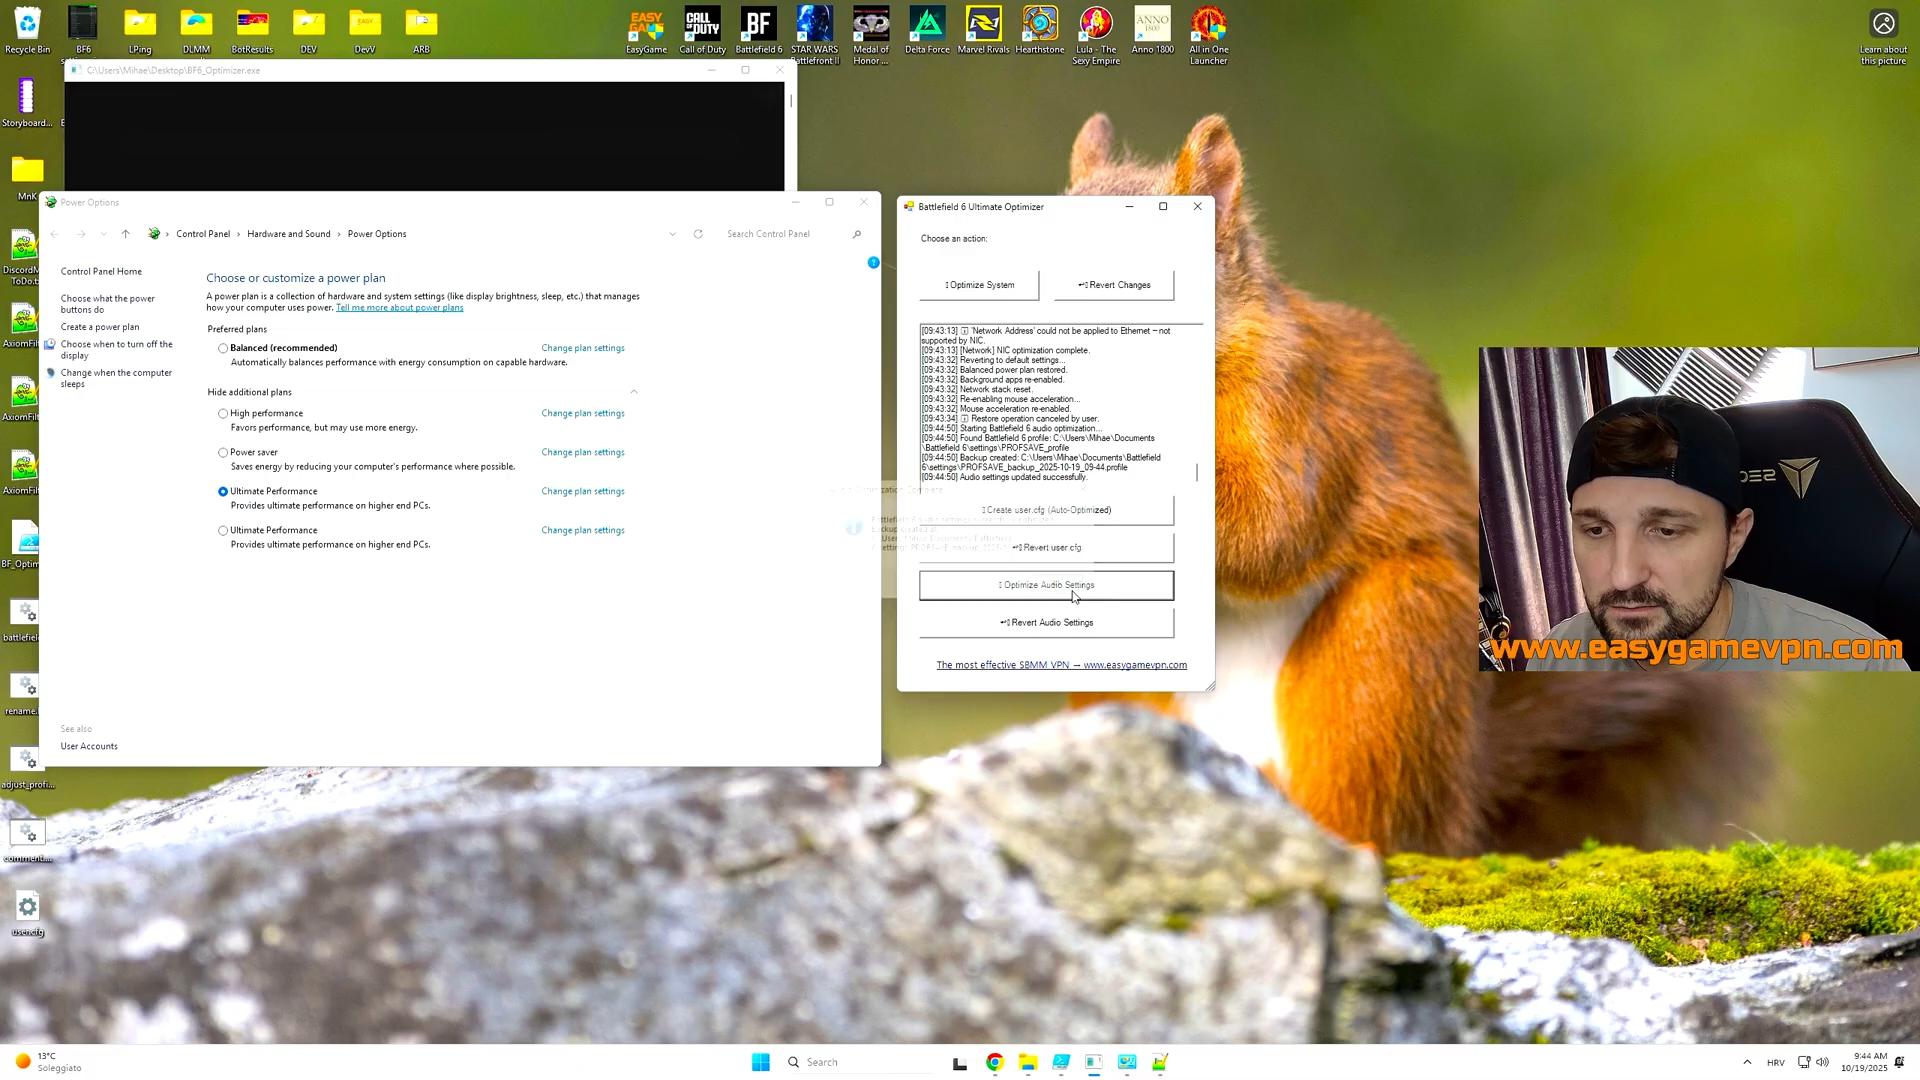 Recycle Bin
BF6
LPing
DLMM
BotResults
DEV
DevV
ARB
EasyGame
Call of Duty
Battlefield 6
STAR WARS
Battlefront II
Medal of
Honor ...
Delta Force
Marvel Rivals
Hearthstone
Lula - The
Sexy Empire
Anno 1800
All in One
Launcher
Learn about
this picture
C:\Users\Mihae\Desktop\BF6_Optimizer.exe
Storyboard...
MnK
DiscordM
ToDo.t
AxiomFilt
AxiomFilt
AxiomFilt
BF_Optim
battlefield
rename.
adjust_profi...
comment....
user.cfg
Power Options
Control Panel > Hardware and Sound > Power Options
Search Control Panel
Control Panel Home
Choose what the power
buttons do
Create a power plan
Choose when to turn off the
display
Change when the computer
sleeps
See also
User Accounts
Choose or customize a power plan
A power plan is a collection of hardware and system settings (like display brightness, sleep, etc.) that manages
how your computer uses power. Tell me more about power plans
Preferred plans
Balanced (recommended) Change plan settings
Automatically balances performance with energy consumption on capable hardware.
Hide additional plans
High performance Change plan settings
Favors performance, but may use more energy.
Power saver Change plan settings
Saves energy by reducing your computer's performance where possible.
Ultimate Performance Change plan settings
Provides ultimate performance on higher end PCs.
Ultimate Performance Change plan settings
Provides ultimate performance on higher end PCs.
Battlefield 6 Ultimate Optimizer
Choose an action:
Optimize System
Revert Changes
[09:43:13] 'Network Address' could not be applied to Ethernet – not
supported by NIC.
[09:43:13] [Network] NIC optimization complete.
[09:43:32] Reverting to default settings...
[09:43:32] Balanced power plan restored.
[09:43:32] Background apps re-enabled.
[09:43:32] Network stack reset.
[09:43:32] Re-enabling mouse acceleration...
[09:43:32] Mouse acceleration re-enabled.
[09:43:34] Restore operation canceled by user.
[09:44:50] Starting Battlefield 6 audio optimization...
[09:44:50] Found Battlefield 6 profile: C:\Users\Mihae\Documents
\Battlefield 6\settings\PROFSAVE_profile
[09:44:50] Backup created: C:\Users\Mihae\Documents\Battlefield
6\settings\PROFSAVE_backup_2025-10-19_09-44.profile
[09:44:50] Audio settings updated successfully.
Create user.cfg (Auto-Optimized)
Revert user.cfg
Optimize Audio Settings
Revert Audio Settings
The most effective SBMM VPN → www.easygamevpn.com
www.easygamevpn.com
13°C
Soleggiato
Search
HRV
9:44 AM
10/19/2025